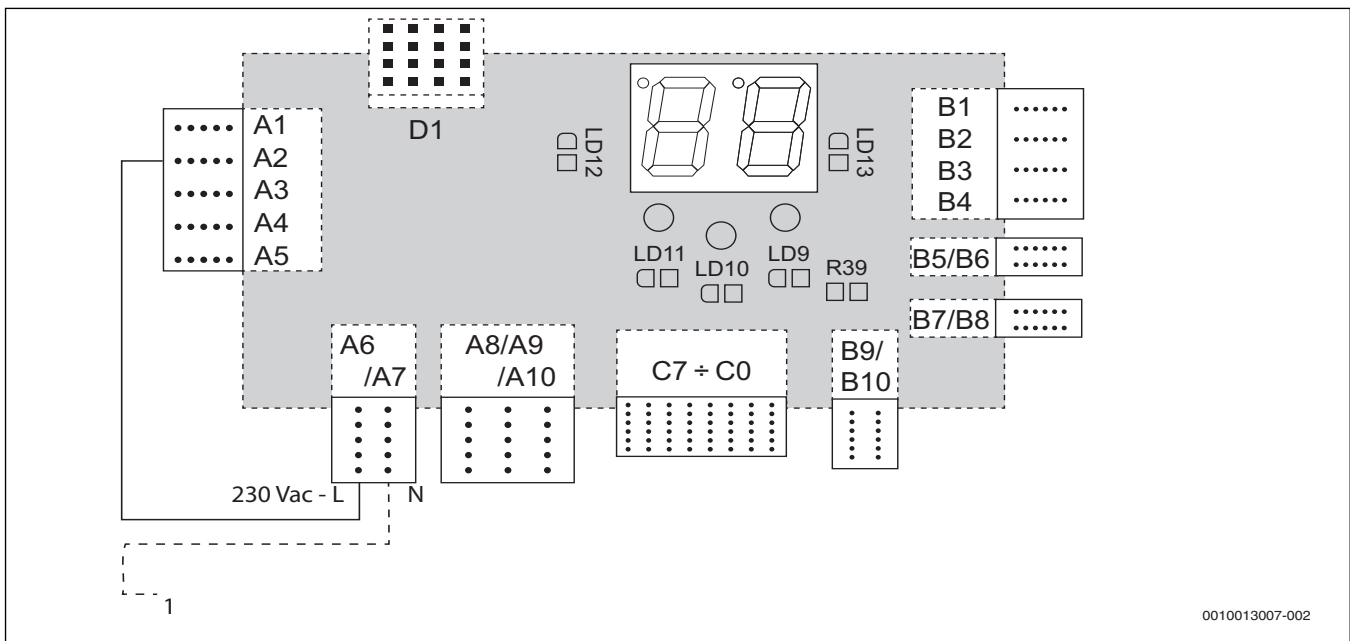 D1
A1
A2
A3
A4
A5
LD12
LD13
B1
B2
B3
B4
B5/B6
B7/B8
LD11
LD10
LD9
R39
A6
/A7
A8/A9
/A10
C7 ÷ C0
B9/
B10
230 Vac - L
N
1
0010013007-002